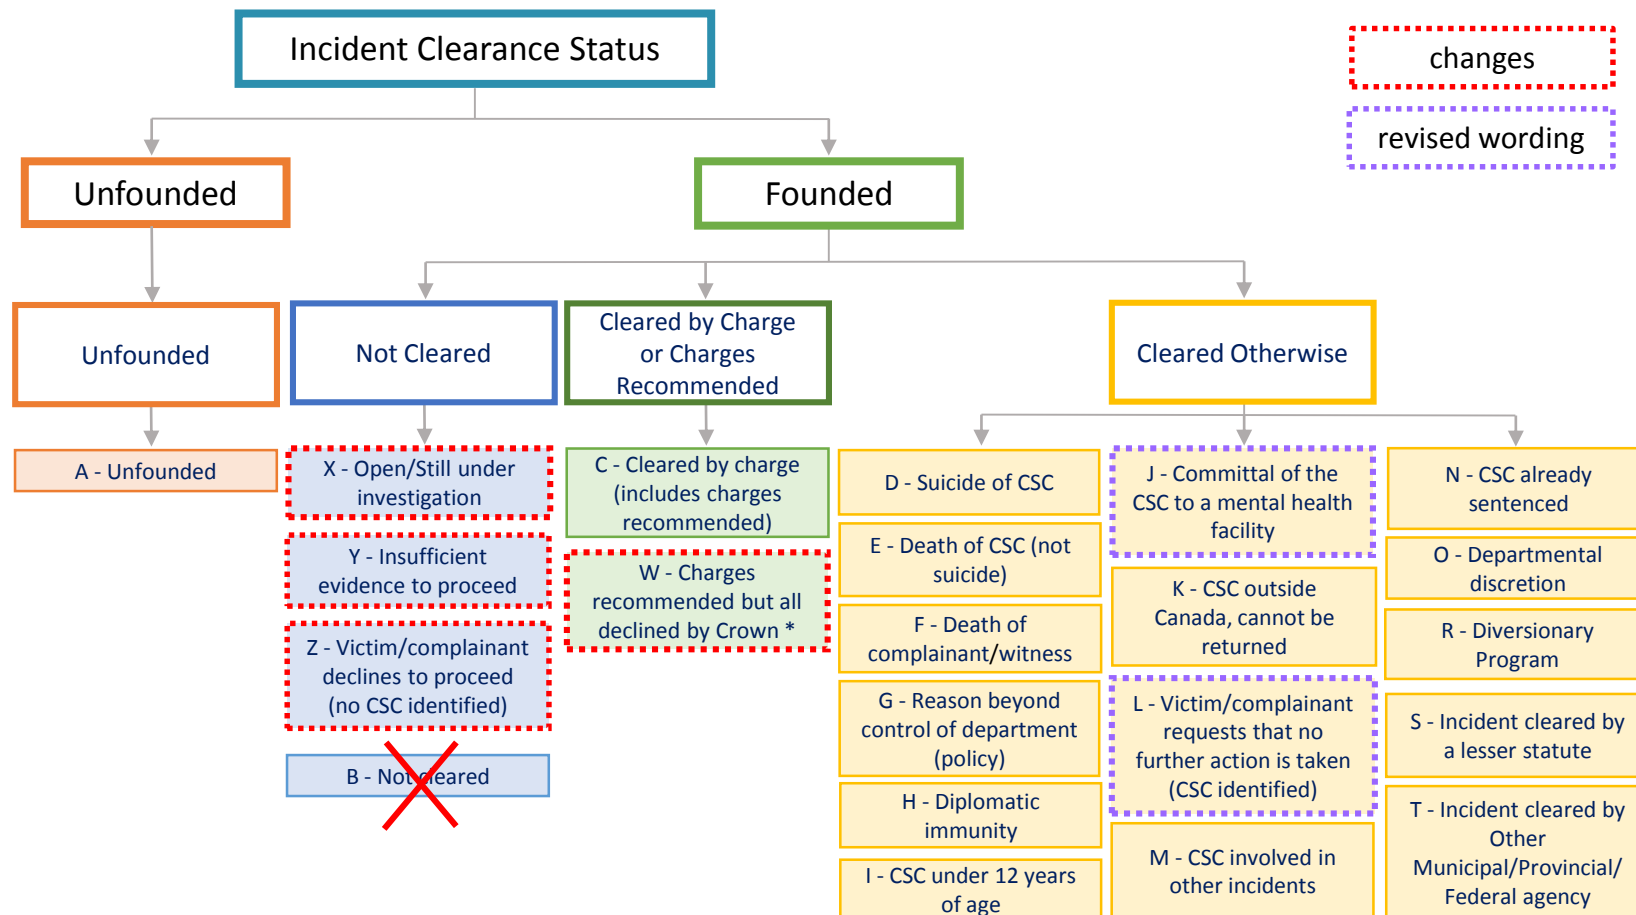 Incident Clearance Status
changes
revised wording
Unfounded
Founded
Unfounded
Not Cleared
Cleared by Charge
or Charges
Recommended
Cleared Otherwise
A - Unfounded
X - Open/Still under
investigation
Y - Insufficient
evidence to proceed
Z - Victim/complainant
declines to proceed
(no CSC identified)
B - Not cleared
C - Cleared by charge
(includes charges
recommended)
W - Charges
recommended but all
declined by Crown *
D - Suicide of CSC
E - Death of CSC (not
suicide)
F - Death of
complainant/witness
G - Reason beyond
control of department
(policy)
H - Diplomatic
immunity
I - CSC under 12 years
of age
J - Committal of the
CSC to a mental health
facility
K - CSC outside
Canada, cannot be
returned
L - Victim/complainant
requests that no
further action is taken
(CSC identified)
M - CSC involved in
other incidents
N - CSC already
sentenced
O - Departmental
discretion
R - Diversionary
Program
S - Incident cleared by
a lesser statute
T - Incident cleared by
Other
Municipal/Provincial/
Federal agency